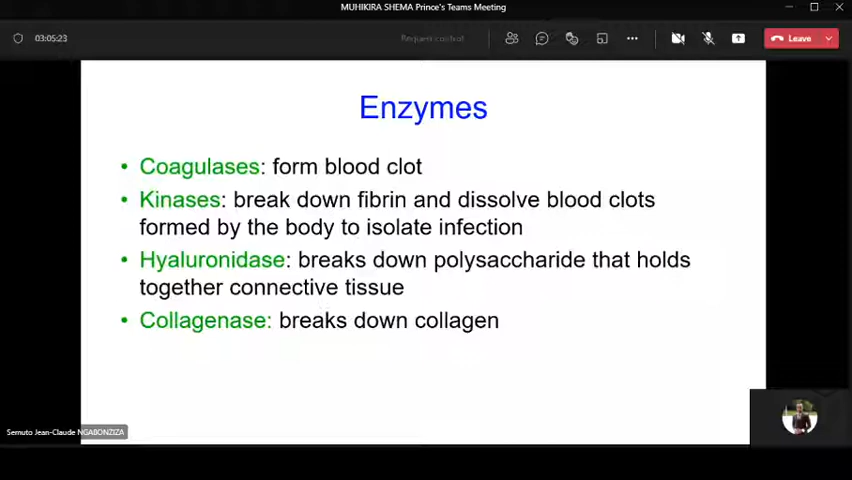 MUHIKIRA SHEMA Prince's Teams Meeting
03:05:23
Request control
Leave
Enzymes
• Coagulases: form blood clot
• Kinases: break down fibrin and dissolve blood clots
formed by the body to isolate infection
• Hyaluronidase: breaks down polysaccharide that holds
together connective tissue
• Collagenase: breaks down collagen
Semuto Jean-Claude NGABONZIZA